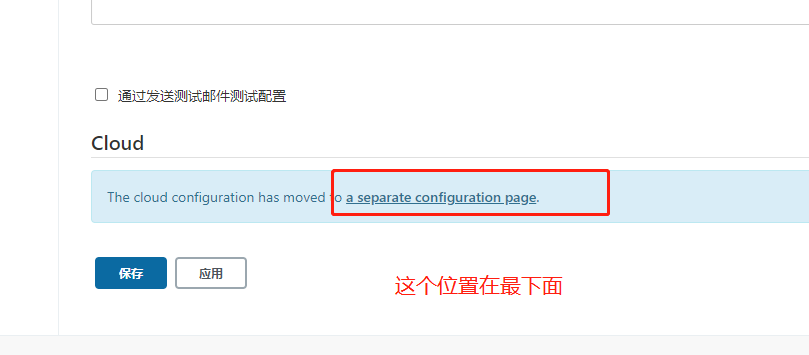 通过发送测试邮件测试配置
Cloud
The cloud configuration has moved to a separate configuration page.
保存 应用
这个位置在最下面